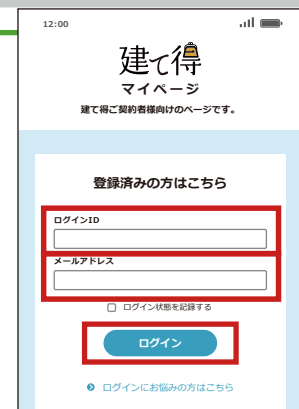 12:00
建て得
マイページ
建て得ご契約者様向けのページです。
登録済みの方はこちら
ログインID
メールアドレス
ログイン状態を記録する
ログイン
ログインにお悩みの方はこちら